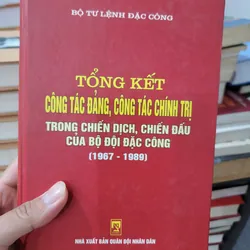 BỘ TƯ LỆNH ĐẶC CÔNG
TỔNG KẾT
CÔNG TÁC ĐẢNG, CÔNG TÁC CHÍNH TRỊ
TRONG CHIẾN DỊCH, CHIẾN ĐẤU
CỦA BỘ ĐỘI ĐẶC CÔNG
(1967 - 1989)
NHÀ XUẤT BẢN QUÂN ĐỘI NHÂN DÂN